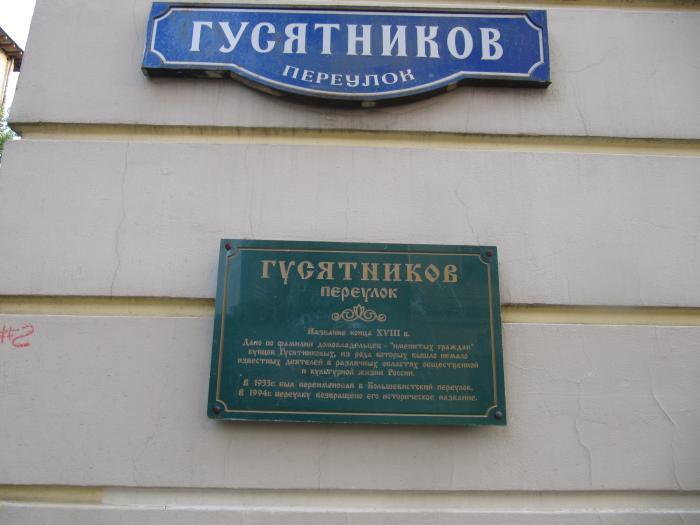 ГУСЯТНИКОВ
ПЕРЕУЛОК
ГУСЯТНИКОВ
ПЕРЕУЛОК
Название конца XVIII в.
Дано по фамилии домовладельцев - "именитых граждан"
купцов Гусятниковых, из рода которых вышло немало
известных деятелей в различных областях общественной
и культурной жизни России.
В 1933г. был переименован в Большевистский переулок.
В 1994г. переулку возвращено его историческое название.
#2